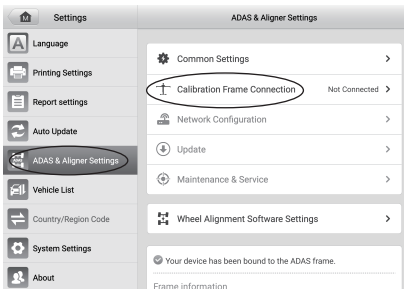 Settings
ADAS & Aligner Settings
Language
Printing Settings
Report settings
Auto Update
ADAS & Aligner Settings
Vehicle List
Country/Region Code
System Settings
About
Common Settings
Calibration Frame Connection Not Connected
Network Configuration
Update
Maintenance & Service
Wheel Alignment Software Settings
Your device has been bound to the ADAS frame.
Frame information